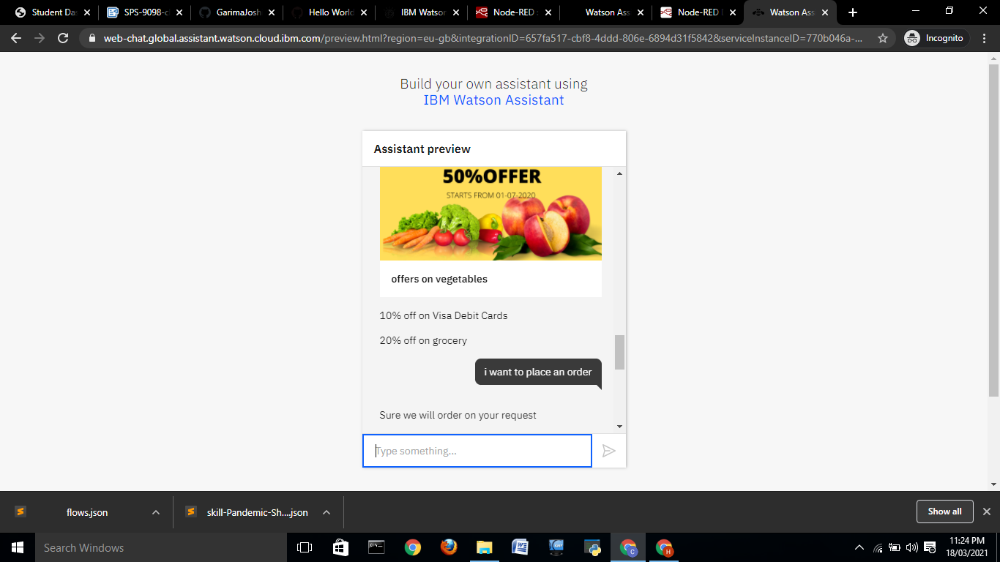 Student Da
SPS-9098-c
GarimaJosh
Hello World
IBM Watson
Node-RED :
Watson Ass
Node-RED
Watson Ass
web-chat.global.assistant.watson.cloud.ibm.com/preview.html?region=eu-gb&integrationID=657fa517-cbf8-4ddd-806e-6894d31f5842&serviceInstanceID=770b046a-...
Incognito
Build your own assistant using
IBM Watson Assistant
Assistant preview
50%OFFER
STARTS FROM 01-07-2020
offers on vegetables
10% off on Visa Debit Cards
20% off on grocery
i want to place an order
Sure we will order on your request
Type something...
flows.json
skill-Pandemic-Sh....json
Show all
Search Windows
11:24 PM
18/03/2021